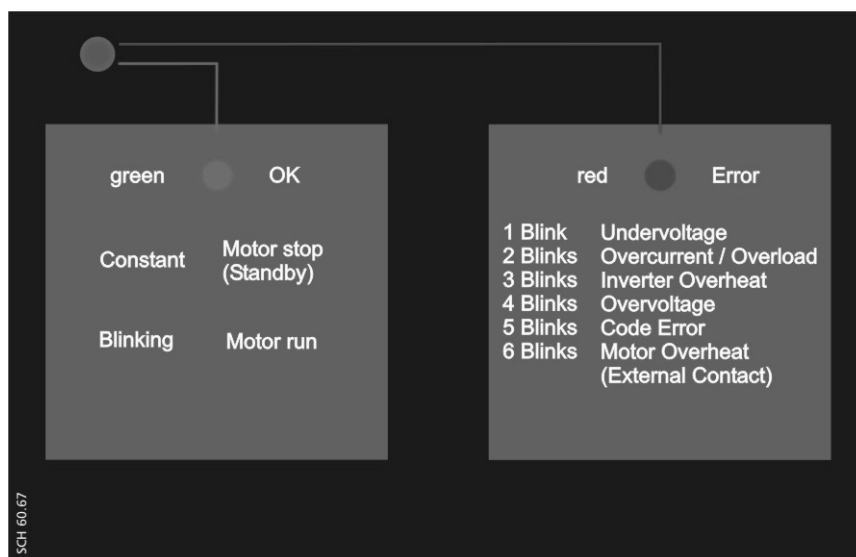 green OK
Constant Motor stop
(Standby)
Blinking Motor run
red Error
1 Blink Undervoltage
2 Blinks Overcurrent / Overload
3 Blinks Inverter Overheat
4 Blinks Overvoltage
5 Blinks Code Error
6 Blinks Motor Overheat
(External Contact)
SCH 60.67